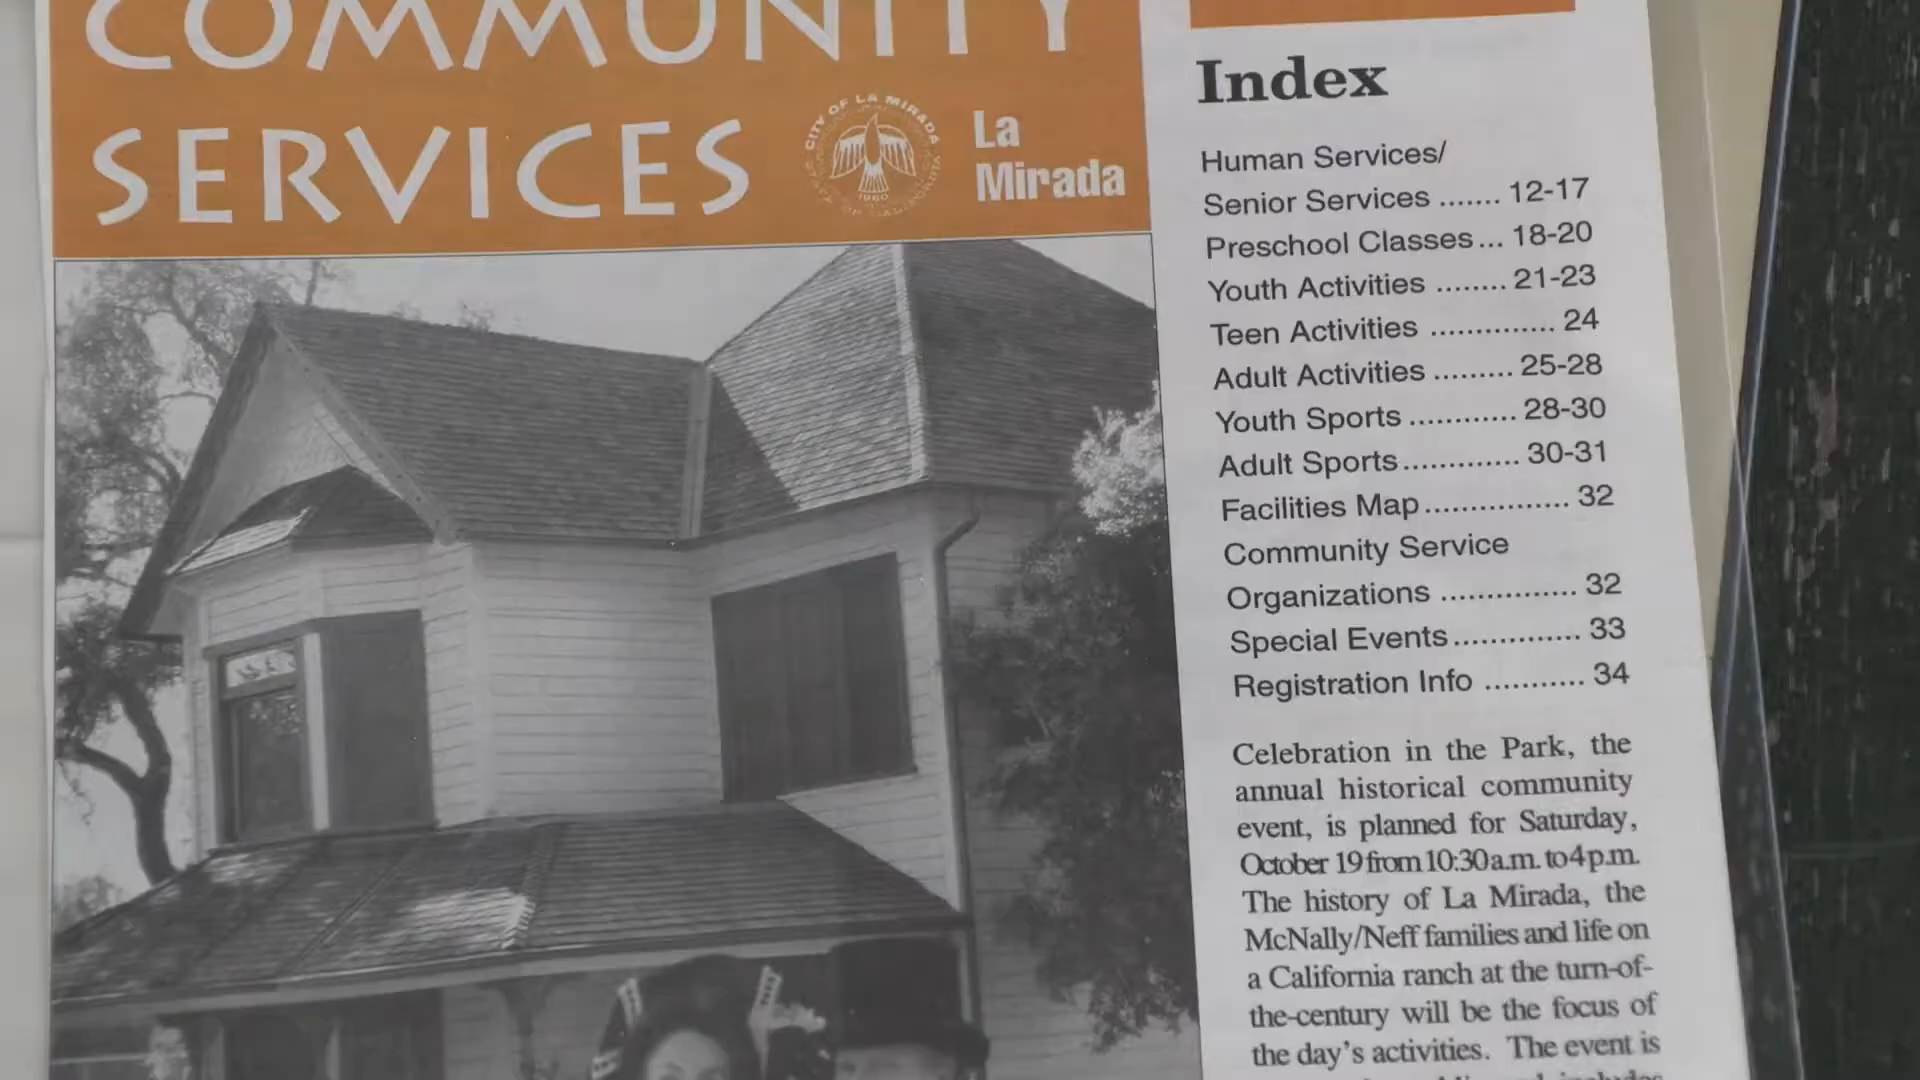 COMMUNITY
SERVICES
CITY OF LA MIRADA
STATE OF CALIFORNIA
1960
La
Mirada
Index
Human Services/
Senior Services ....... 12-17
Preschool Classes... 18-20
Youth Activities ........ 21-23
Teen Activities .............. 24
Adult Activities ......... 25-28
Youth Sports ............ 28-30
Adult Sports............. 30-31
Facilities Map................ 32
Community Service
Organizations ............... 32
Special Events.............. 33
Registration Info ........... 34
Celebration in the Park, the
annual historical community
event, is planned for Saturday,
October 19 from 10:30 a.m. to 4 p.m.
The history of La Mirada, the
McNally/Neff families and life on
a California ranch at the turn-of-
the-century will be the focus of
the day's activities. The event is
includes